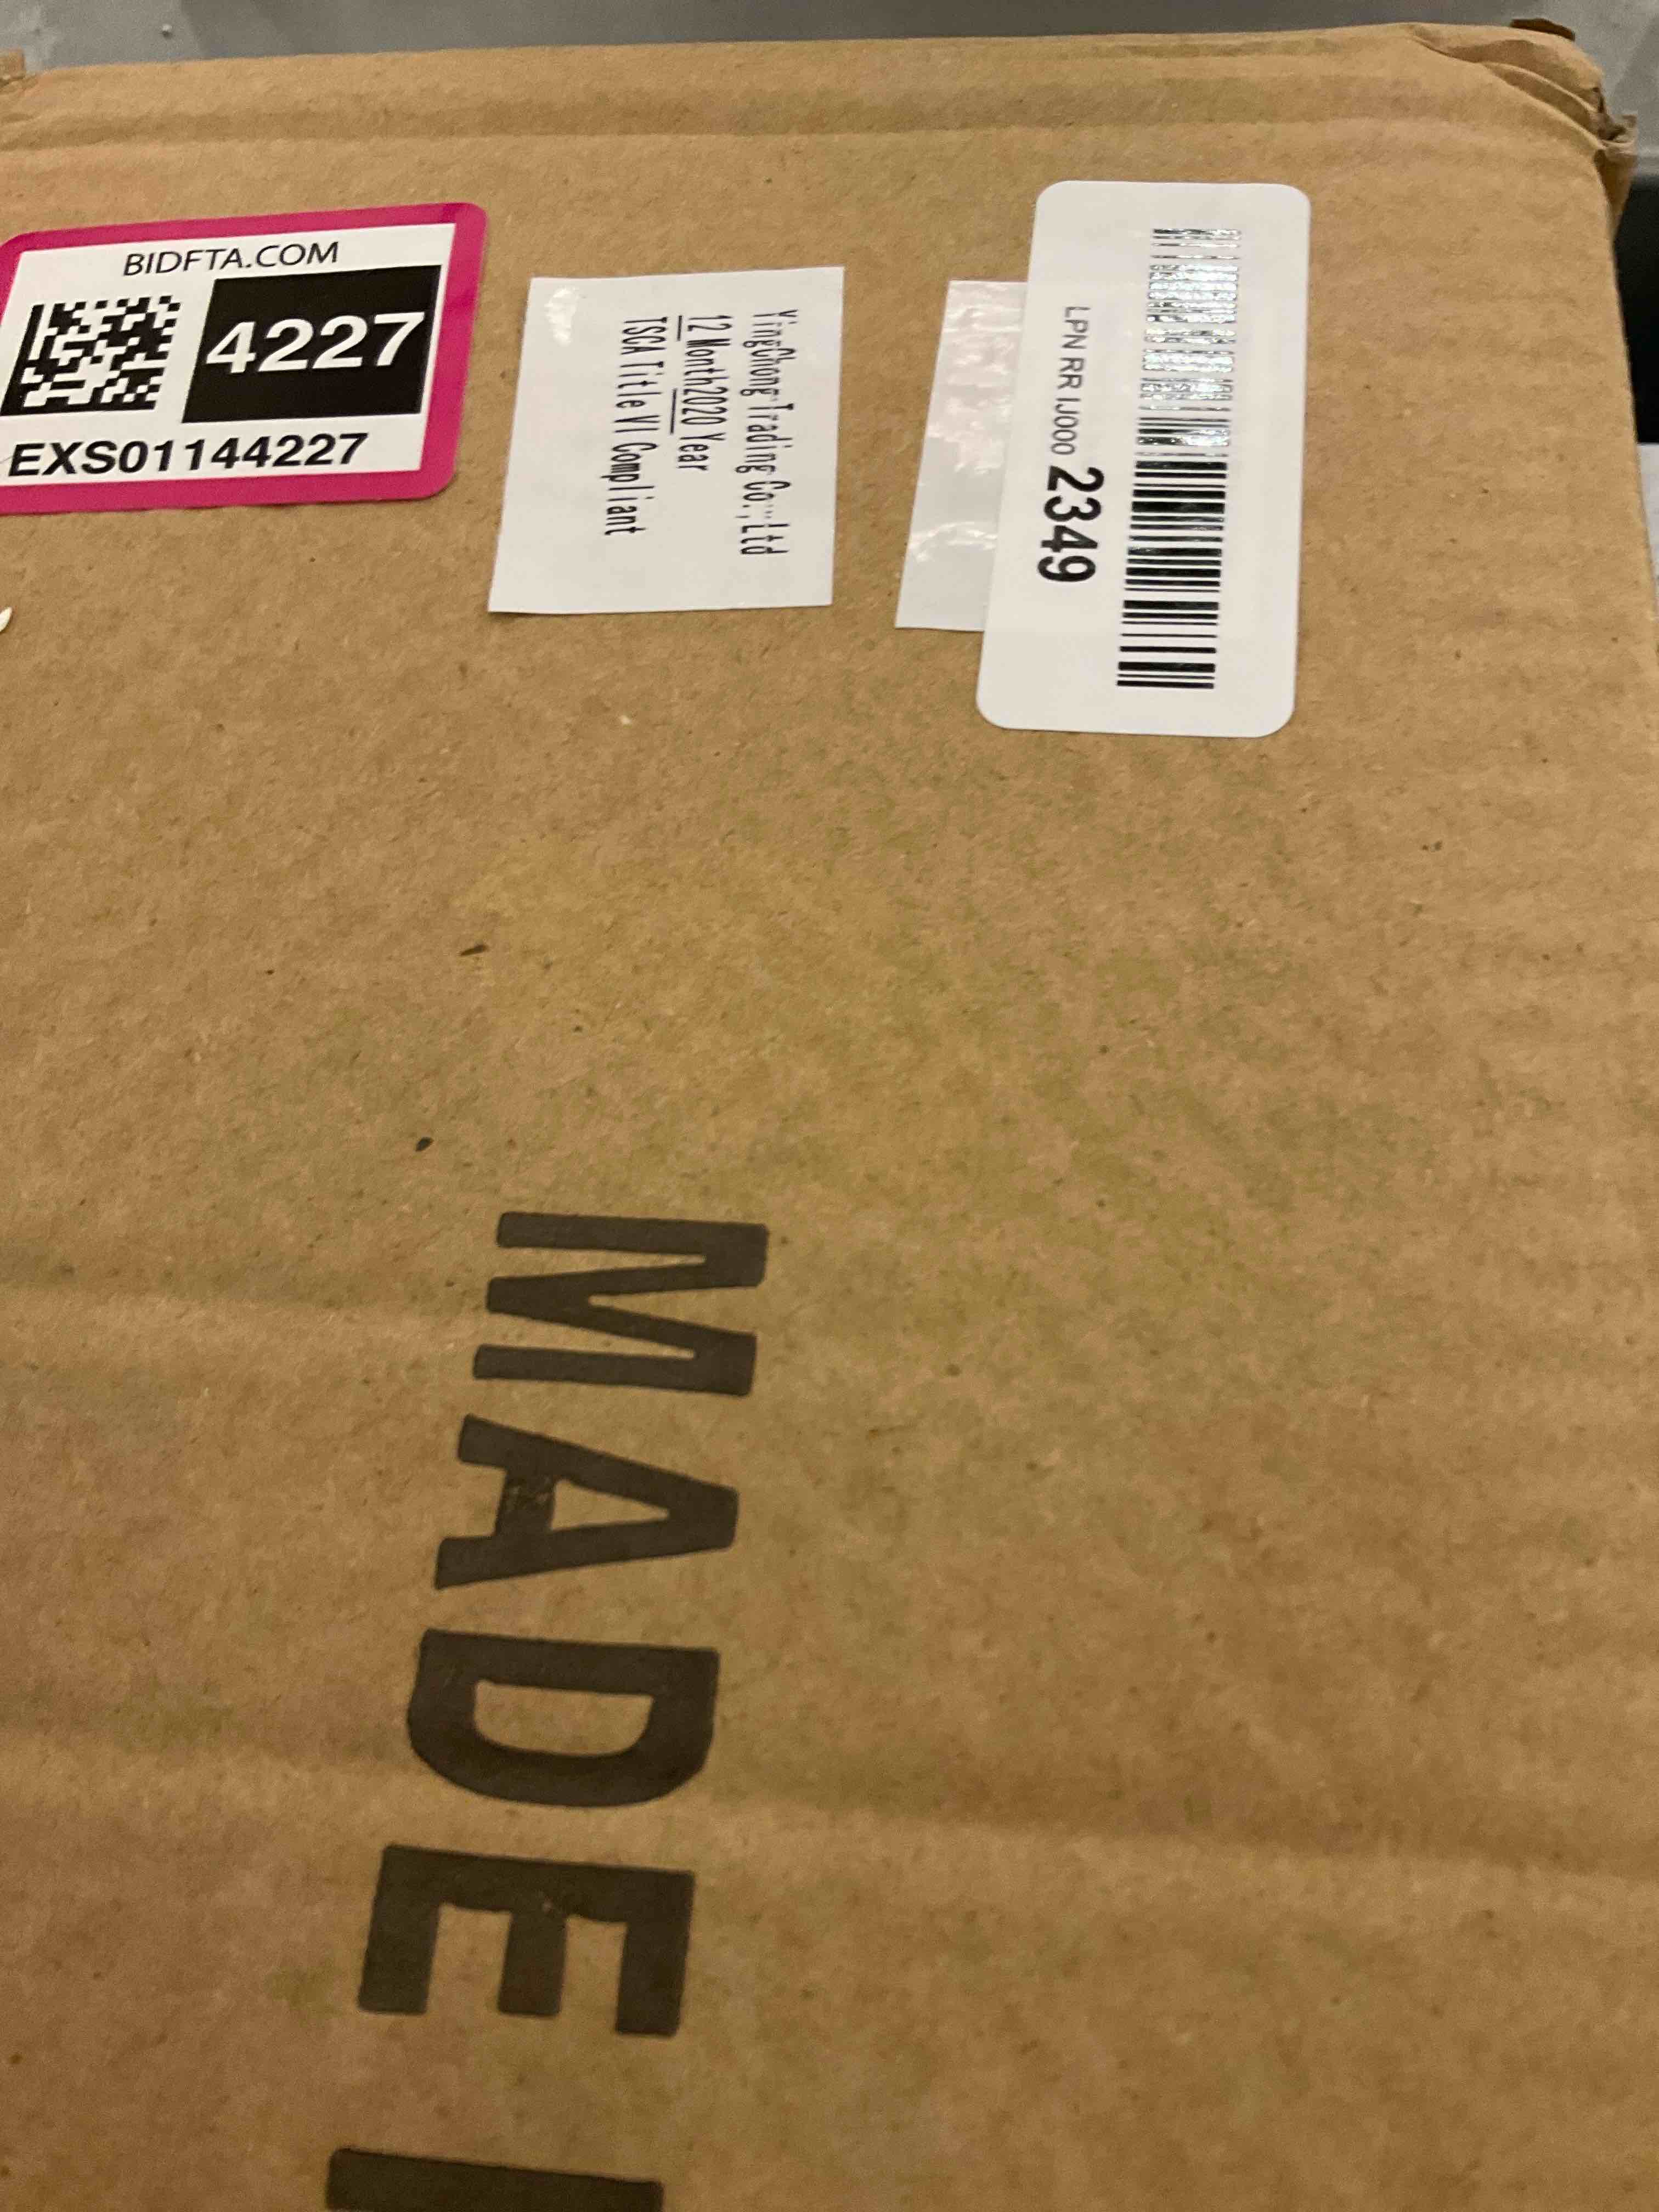 BIDFTA.COM
4227
EXS01144227
YingChong Trading Co.,Ltd
12 Month2020 Year
TSCA Title VI Compliant
LPN RR IJ000 2349
MADE